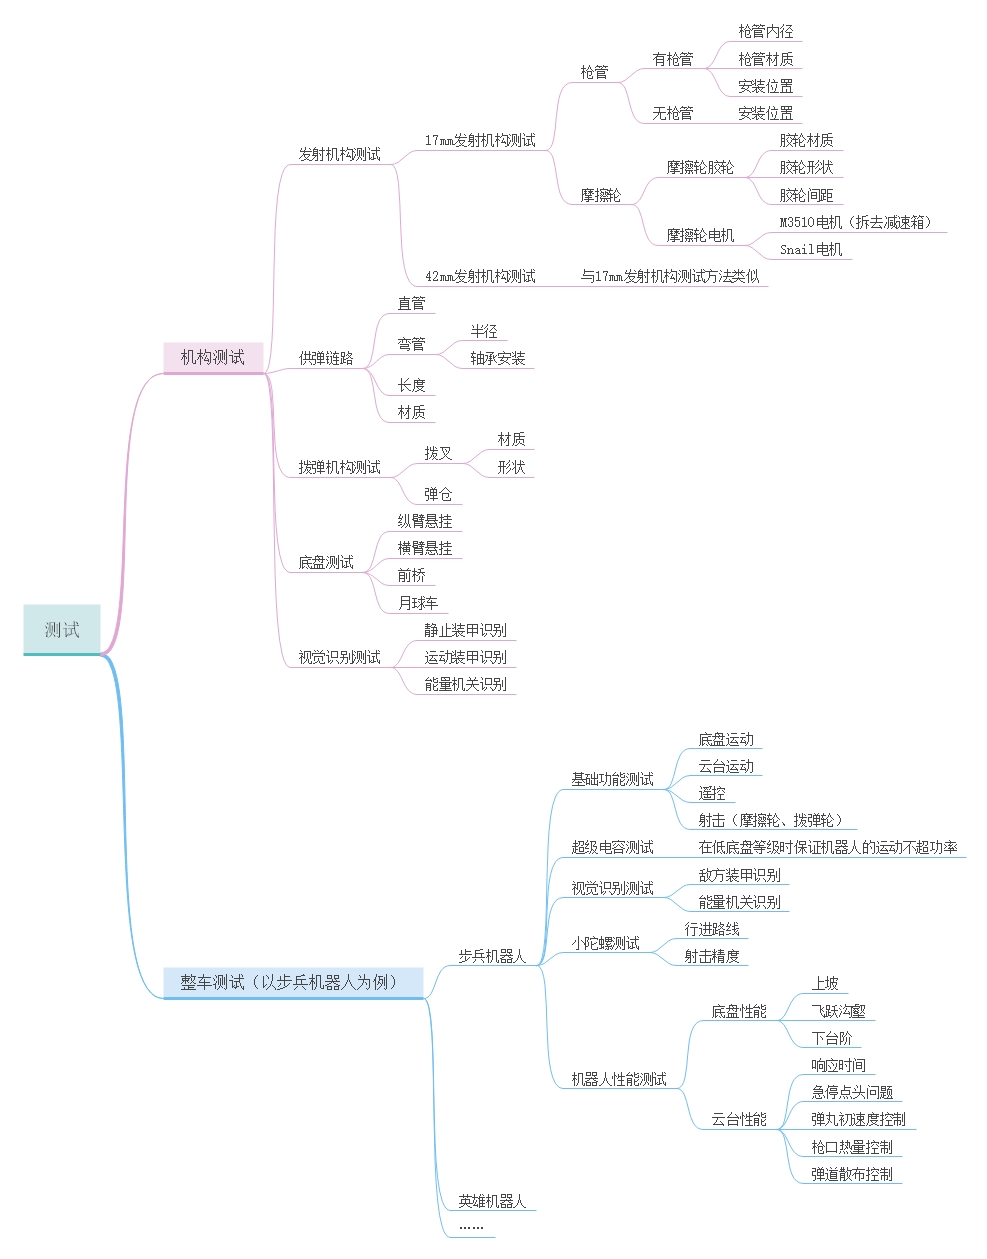 测试
机构测试
发射机构测试
17mm发射机构测试
枪管
有枪管
枪管内径
枪管材质
安装位置
无枪管
安装位置
摩擦轮
摩擦轮胶轮
胶轮材质
胶轮形状
胶轮间距
摩擦轮电机
M3510电机（拆去减速箱）
Snail电机
42mm发射机构测试
与17mm发射机构测试方法类似
供弹链路
直管
弯管
半径
轴承安装
长度
材质
拨弹机构测试
拨叉
材质
形状
弹仓
底盘测试
纵臂悬挂
横臂悬挂
前桥
月球车
视觉识别测试
静止装甲识别
运动装甲识别
能量机关识别
整车测试（以步兵机器人为例）
步兵机器人
基础功能测试
底盘运动
云台运动
遥控
射击（摩擦轮、拨弹轮）
超级电容测试
在低底盘等级时保证机器人的运动不超功率
视觉识别测试
敌方装甲识别
能量机关识别
小陀螺测试
行进路线
射击精度
机器人性能测试
底盘性能
上坡
飞跃沟壑
下台阶
云台性能
响应时间
急停点头问题
弹丸初速度控制
枪口热量控制
弹道散布控制
英雄机器人
……